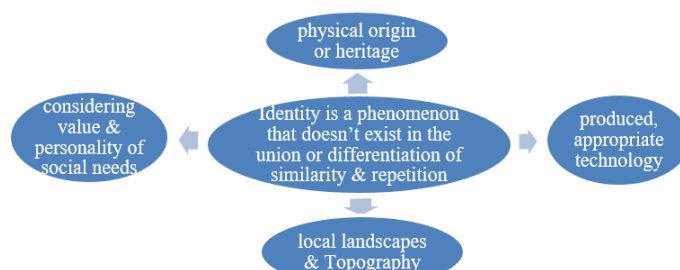 physical origin
or heritage
considering
value &
personality of
social needs
Identity is a phenomenon
that doesn't exist in the
union or differentiation of
similarity & repetition
produced,
appropriate
technology
local landscapes
& Topography